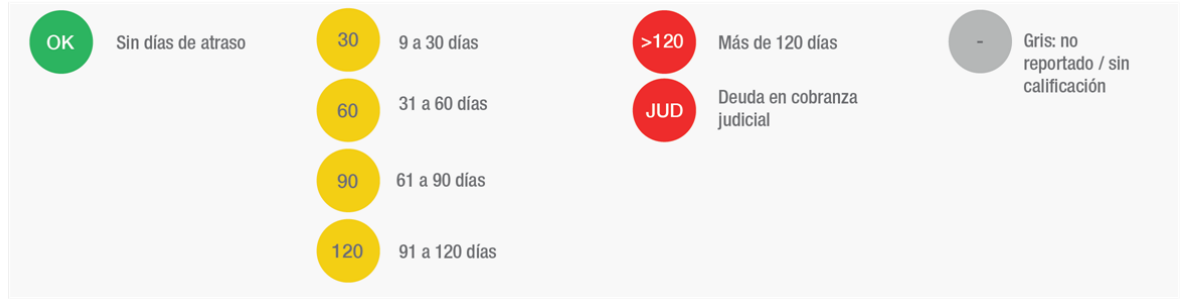 OK
Sin días de atraso
30
9 a 30 días
60
31 a 60 días
90
61 a 90 días
120
91 a 120 días
>120
Más de 120 días
JUD
Deuda en cobranza
judicial
-
Gris: no
reportado / sin
calificación